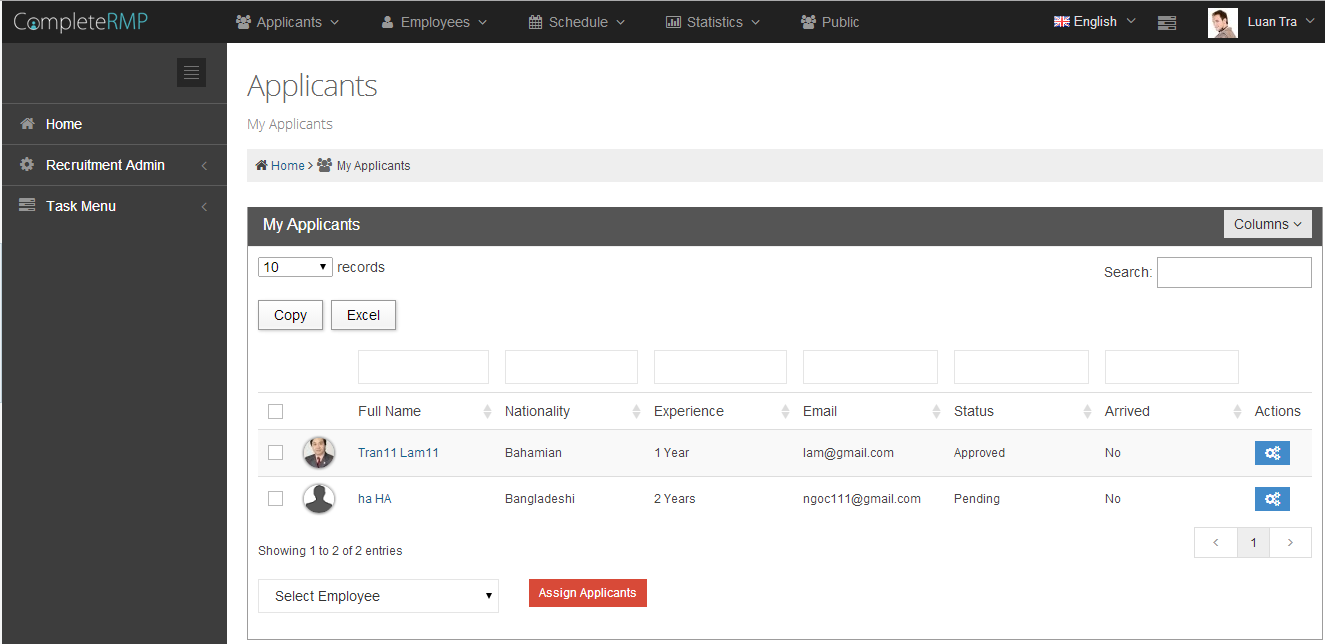 CompleteRMP Applicants Employees Schedule Statistics Public English Luan Tra
Applicants
My Applicants
Home
Home > My Applicants
Recruitment Admin
Task Menu
My Applicants Columns
10 records Search:
Copy Excel
Full Name Nationality Experience Email Status Arrived Actions
Tran11 Lam11 Bahamian 1 Year lam@gmail.com Approved No
ha HA Bangladeshi 2 Years ngoc111@gmail.com Pending No
Showing 1 to 2 of 2 entries < 1 >
Select Employee Assign Applicants